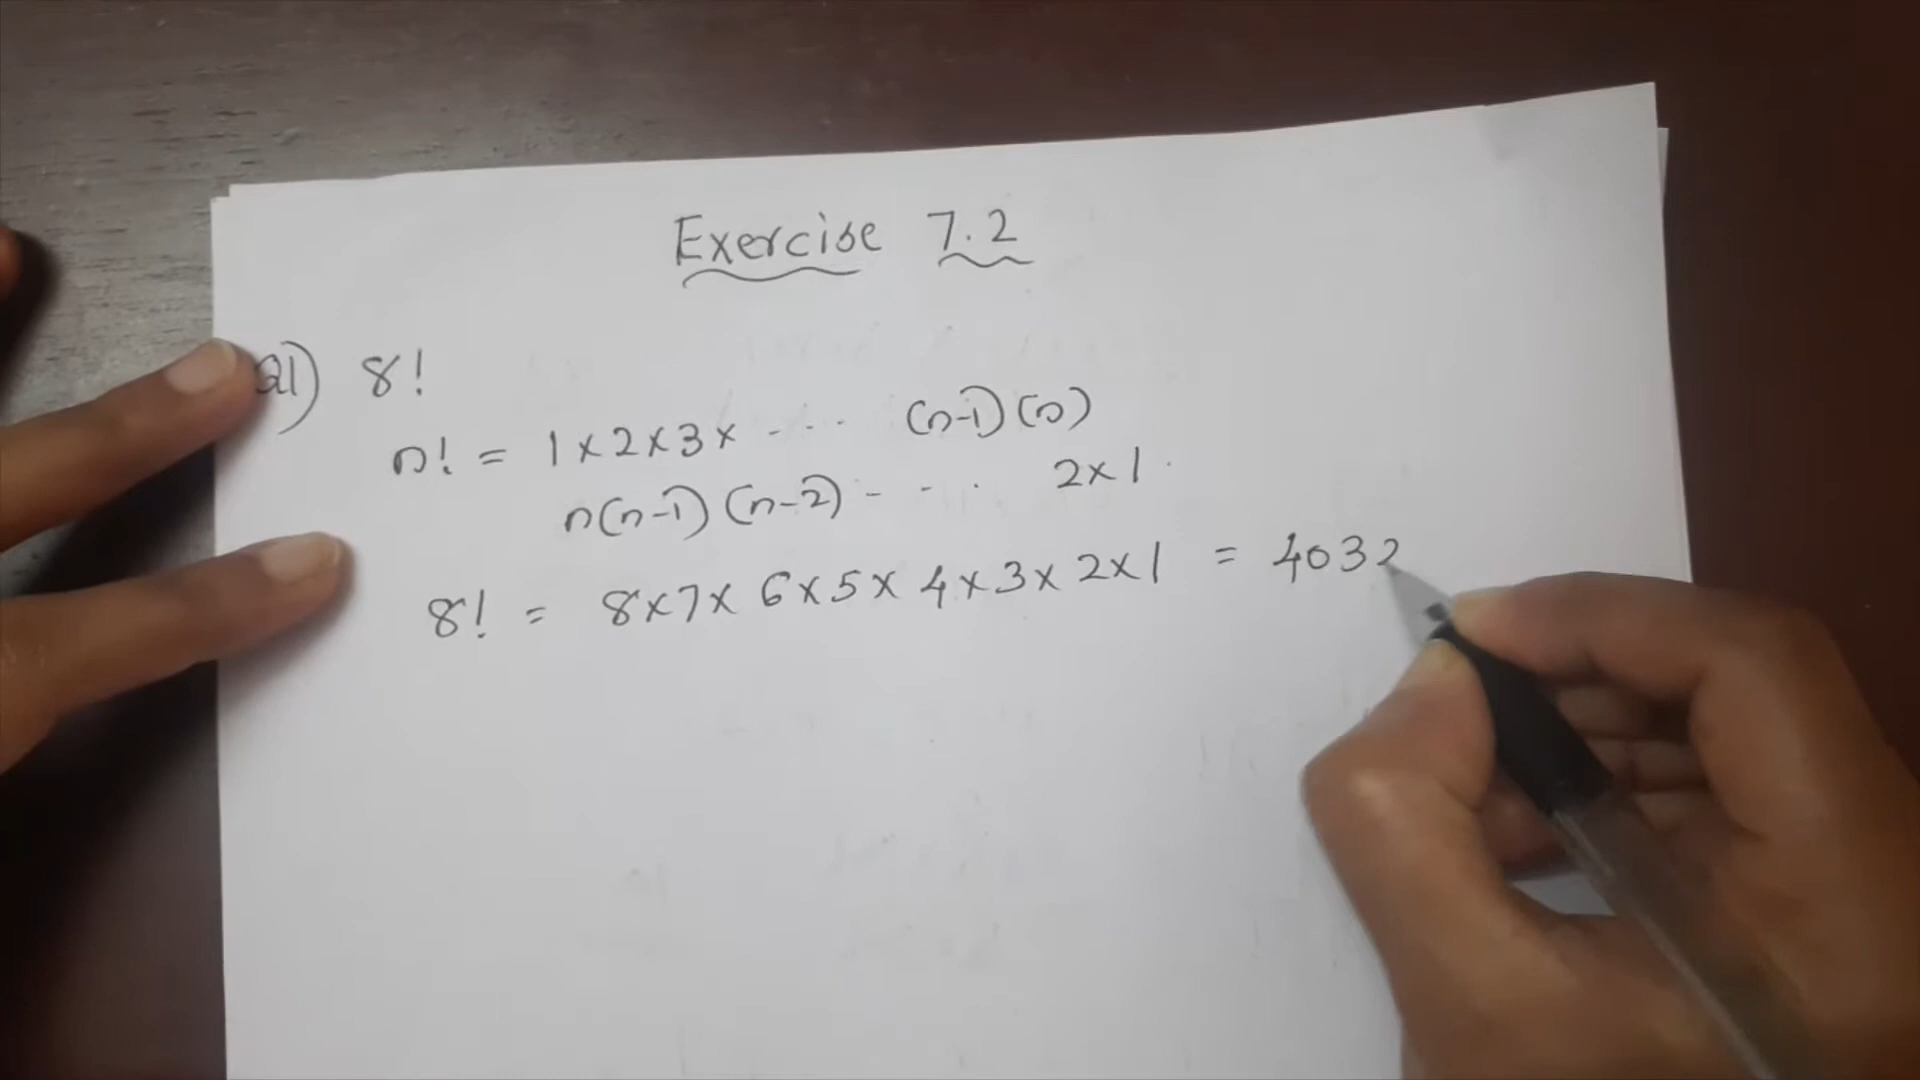 Exercise 7.2
Q1) 8!
n! = 1 x 2 x 3 x - - - - (n-1) (n)
n(n-1) (n-2) - - - 2 x 1 .
8! = 8 x 7 x 6 x 5 x 4 x 3 x 2 x 1 = 4032